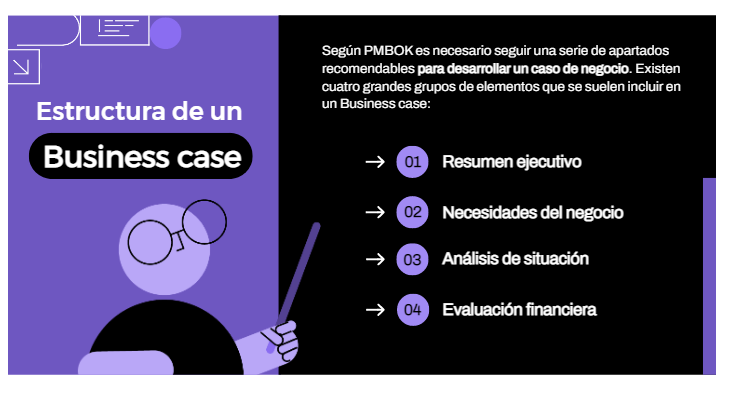 Estructura de un
Business case
Según PMBOK es necesario seguir una serie de apartados
recomendables para desarrollar un caso de negocio. Existen
cuatro grandes grupos de elementos que se suelen incluir en
un Business case:
→ 01 Resumen ejecutivo
→ 02 Necesidades del negocio
→ 03 Análisis de situación
→ 04 Evaluación financiera